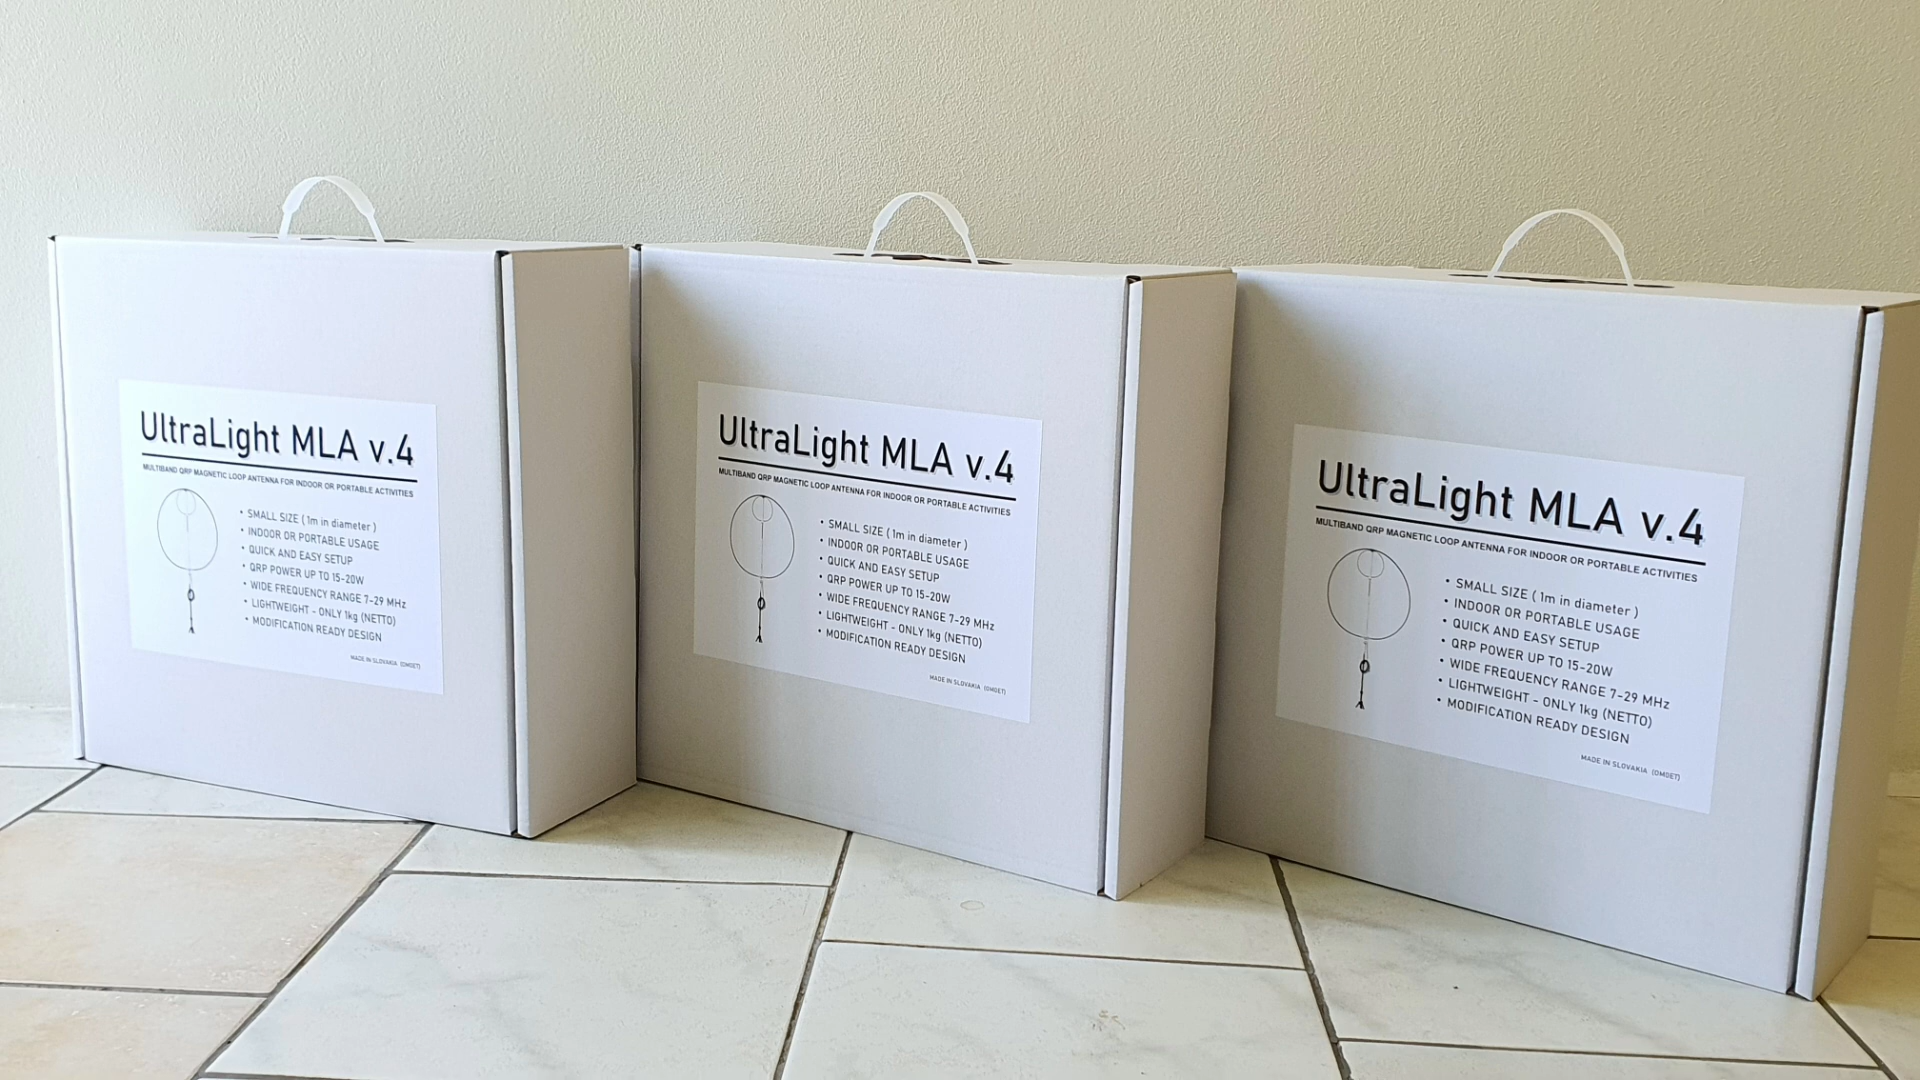 UltraLight MLA v.4
MULTIBAND QRP MAGNETIC LOOP ANTENNA FOR INDOOR OR PORTABLE ACTIVITIES
• SMALL SIZE ( 1m in diameter )
• INDOOR OR PORTABLE USAGE
• QUICK AND EASY SETUP
• QRP POWER UP TO 15-20W
• WIDE FREQUENCY RANGE 7-29 MHz
• LIGHTWEIGHT - ONLY 1kg (NETTO)
• MODIFICATION READY DESIGN
MADE IN SLOVAKIA (OM0ET)
UltraLight MLA v.4
MULTIBAND QRP MAGNETIC LOOP ANTENNA FOR INDOOR OR PORTABLE ACTIVITIES
• SMALL SIZE ( 1m in diameter )
• INDOOR OR PORTABLE USAGE
• QUICK AND EASY SETUP
• QRP POWER UP TO 15-20W
• WIDE FREQUENCY RANGE 7-29 MHz
• LIGHTWEIGHT - ONLY 1kg (NETTO)
• MODIFICATION READY DESIGN
MADE IN SLOVAKIA (OM0ET)
UltraLight MLA v.4
MULTIBAND QRP MAGNETIC LOOP ANTENNA FOR INDOOR OR PORTABLE ACTIVITIES
• SMALL SIZE ( 1m in diameter )
• INDOOR OR PORTABLE USAGE
• QUICK AND EASY SETUP
• QRP POWER UP TO 15-20W
• WIDE FREQUENCY RANGE 7-29 MHz
• LIGHTWEIGHT - ONLY 1kg (NETTO)
• MODIFICATION READY DESIGN
MADE IN SLOVAKIA (OM0ET)